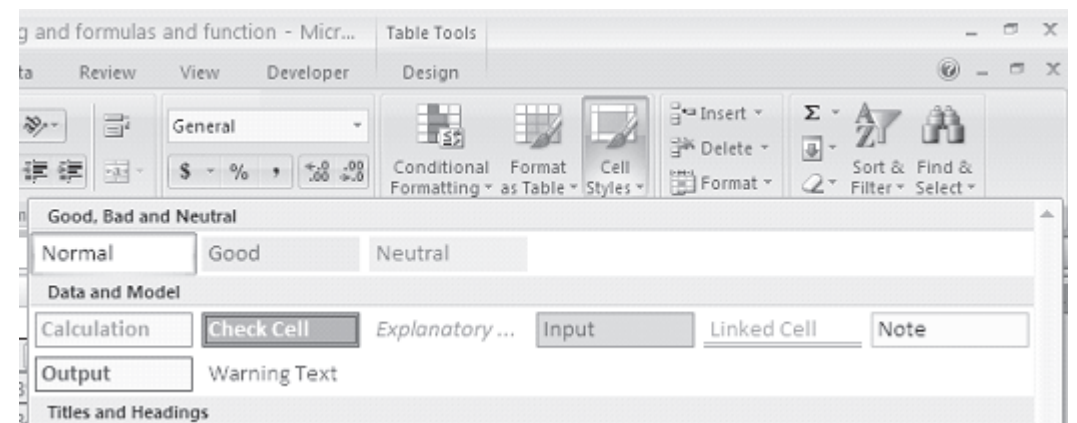 g and formulas and function - Micr... Table Tools
ta Review View Developer Design
General Insert Σ
$ % , .0 .00 .00 .0 Conditional Format Cell Delete Sort & Find &
Formatting as Table Styles Format Filter Select
Good, Bad and Neutral
Normal Good Neutral
Data and Model
Calculation Check Cell Explanatory ... Input Linked Cell Note
Output Warning Text
Titles and Headings